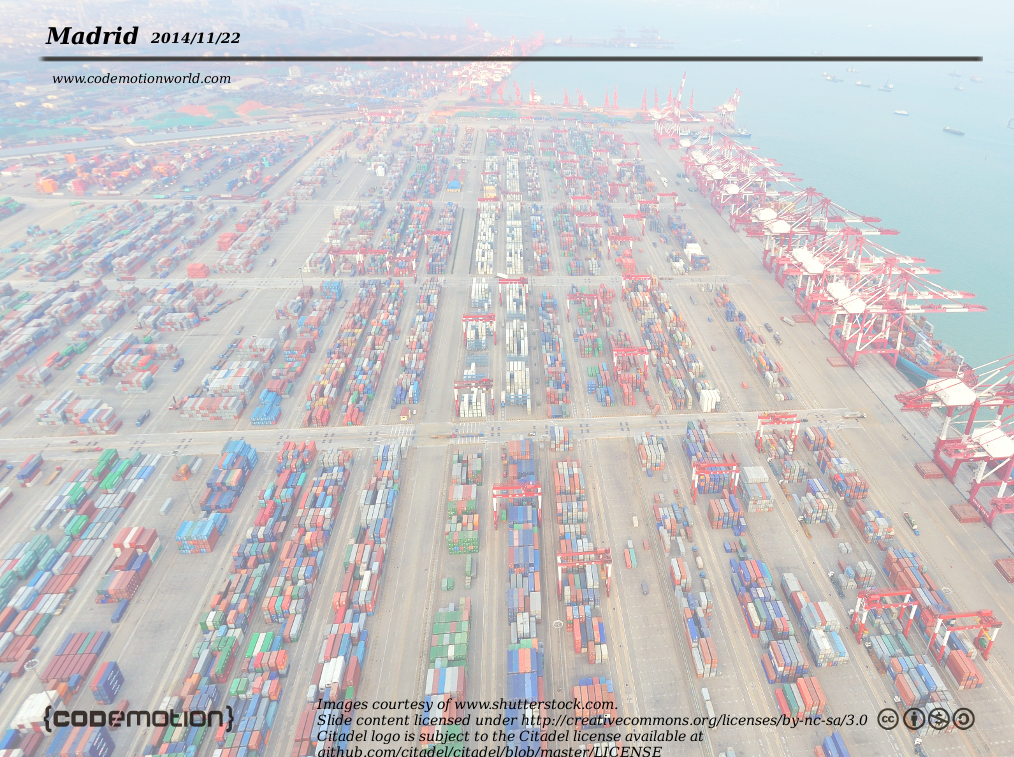 Madrid 2014/11/22
www.codemotionworld.com
Images courtesy of www.shutterstock.com.
{codemotion}
Slide content licensed under http://creativecommons.org/licenses/by-nc-sa/3.0
Citadel logo is subject to the Citadel license available at
github.com/citadel/citadel/blob/master/LICENSE